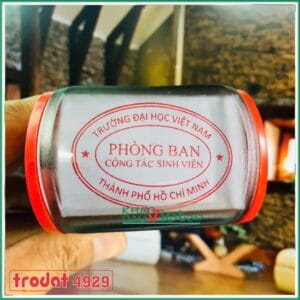 TRƯỜNG ĐẠI HỌC VIỆT NAM
PHÒNG BAN
CÔNG TÁC SINH VIÊN
THÀNH PHỐ HỒ CHÍ MINH
trodat 4929